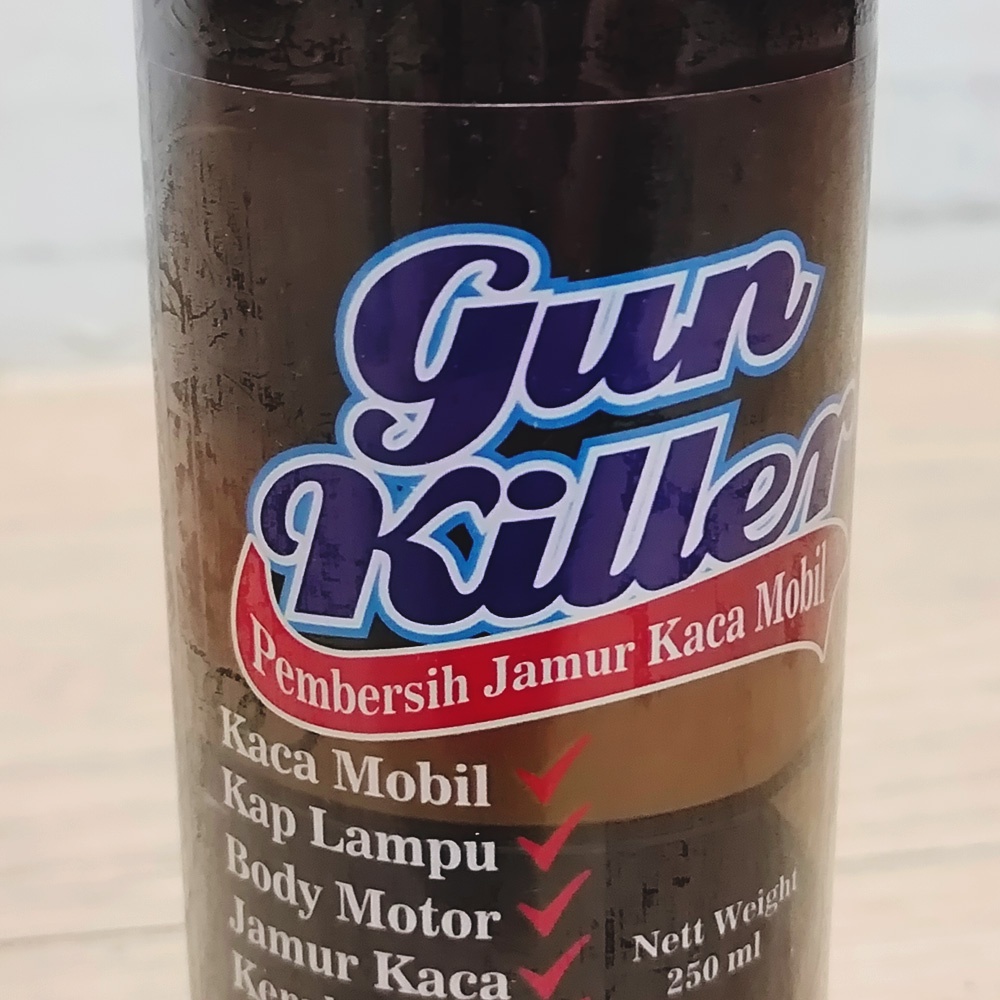 Gun
Killer
Pembersih Jamur Kaca Mobil
Kaca Mobil
Kap Lampu
Body Motor
Jamur Kaca
Nett Weight
250 ml